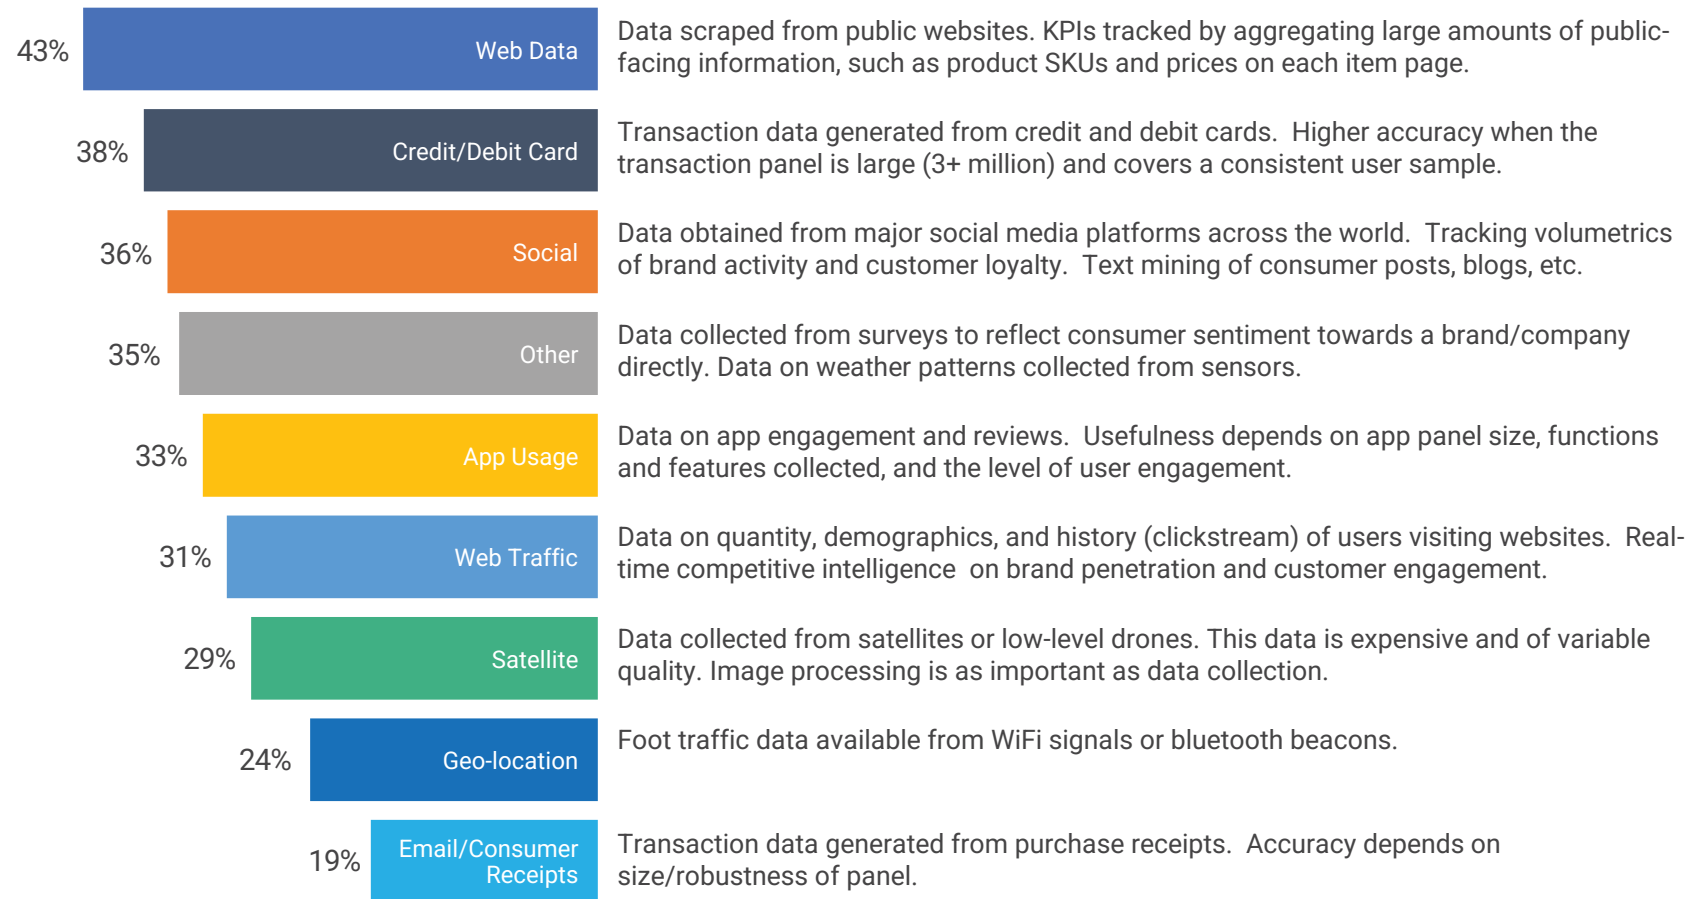 43%
Web Data
Data scraped from public websites. KPIs tracked by aggregating large amounts of public-
facing information, such as product SKUs and prices on each item page.
38%
Credit/Debit Card
Transaction data generated from credit and debit cards.  Higher accuracy when the
transaction panel is large (3+ million) and covers a consistent user sample.
36%
Social
Data obtained from major social media platforms across the world.  Tracking volumetrics
of brand activity and customer loyalty.  Text mining of consumer posts, blogs, etc.
35%
Other
Data collected from surveys to reflect consumer sentiment towards a brand/company
directly. Data on weather patterns collected from sensors.
33%
App Usage
Data on app engagement and reviews.  Usefulness depends on app panel size, functions
and features collected, and the level of user engagement.
31%
Web Traffic
Data on quantity, demographics, and history (clickstream) of users visiting websites.  Real-
time competitive intelligence  on brand penetration and customer engagement.
29%
Satellite
Data collected from satellites or low-level drones. This data is expensive and of variable
quality. Image processing is as important as data collection.
24%
Geo-location
Foot traffic data available from WiFi signals or bluetooth beacons.
19%
Email/Consumer
Receipts
Transaction data generated from purchase receipts.  Accuracy depends on
size/robustness of panel.